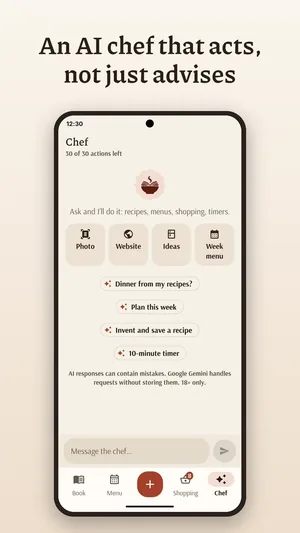 An AI chef that acts,
not just advises
12:30
Chef
30 of 30 actions left
Ask and I'll do it: recipes, menus, shopping, timers.
Photo
Website
Ideas
Week
menu
Dinner from my recipes?
Plan this week
Invent and save a recipe
10-minute timer
AI responses can contain mistakes. Google Gemini handles
requests without storing them. 18+ only.
Message the chef...
Book
Menu
+
8
Shopping
Chef